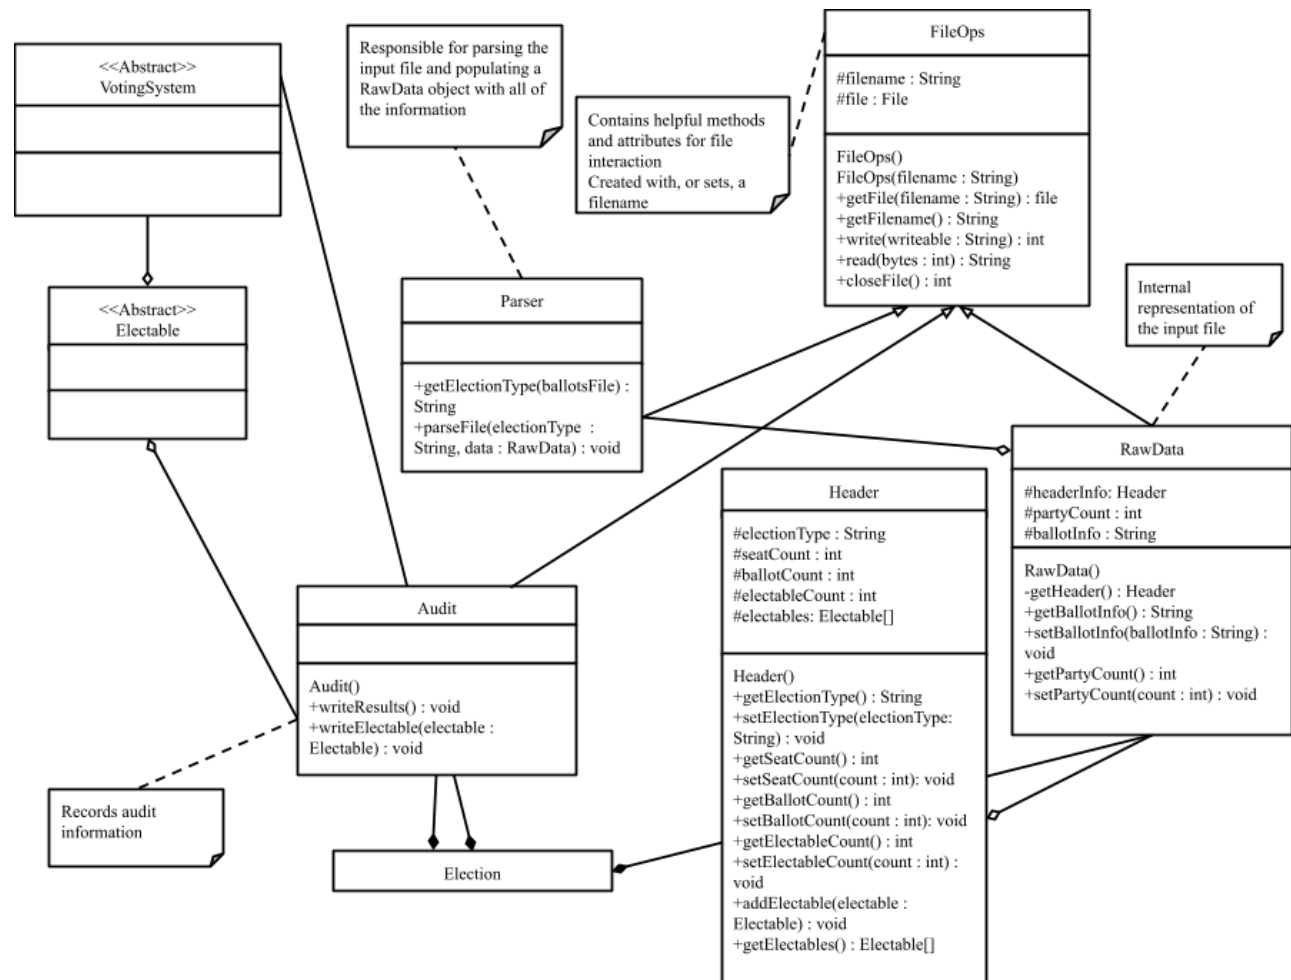 <<Abstract>>
VotingSystem
Responsible for parsing the
input file and populating a
RawData object with all of
the information
Contains helpful methods
and attributes for file
interaction
Created with, or sets, a
filename
FileOps
#filename : String
#file : File
FileOps()
FileOps(filename : String)
+getFile(filename : String) : file
+getFilename() : String
+write(writeable : String) : int
+read(bytes : int) : String
+closeFile() : int
<<Abstract>>
Electable
Parser
+getElectionType(ballotsFile) :
String
+parseFile(electionType :
String, data : RawData) : void
Internal
representation of
the input file
RawData
#headerInfo: Header
#partyCount : int
#ballotInfo : String
RawData()
-getHeader() : Header
+getBallotInfo() : String
+setBallotInfo(ballotInfo : String) :
void
+getPartyCount() : int
+setPartyCount(count : int) : void
Header
#electionType : String
#seatCount : int
#ballotCount : int
#electableCount : int
#electables: Electable[]
Header()
+getElectionType() : String
+setElectionType(electionType:
String) : void
+getSeatCount() : int
+setSeatCount(count : int): void
+getBallotCount() : int
+setBallotCount(count : int): void
+getElectableCount() : int
+setElectableCount(count : int) :
void
+addElectable(electable :
Electable) : void
+getElectables() : Electable[]
Audit
Audit()
+writeResults() : void
+writeElectable(electable :
Electable) : void
Records audit
information
Election